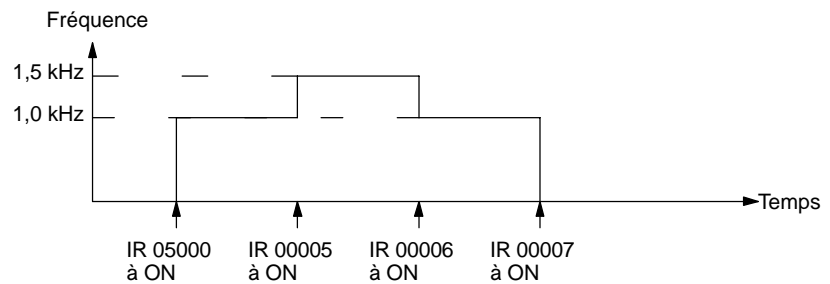 Fréquence
1,5 kHz
1,0 kHz
Temps
IR 05000
à ON
IR 00005
à ON
IR 00006
à ON
IR 00007
à ON